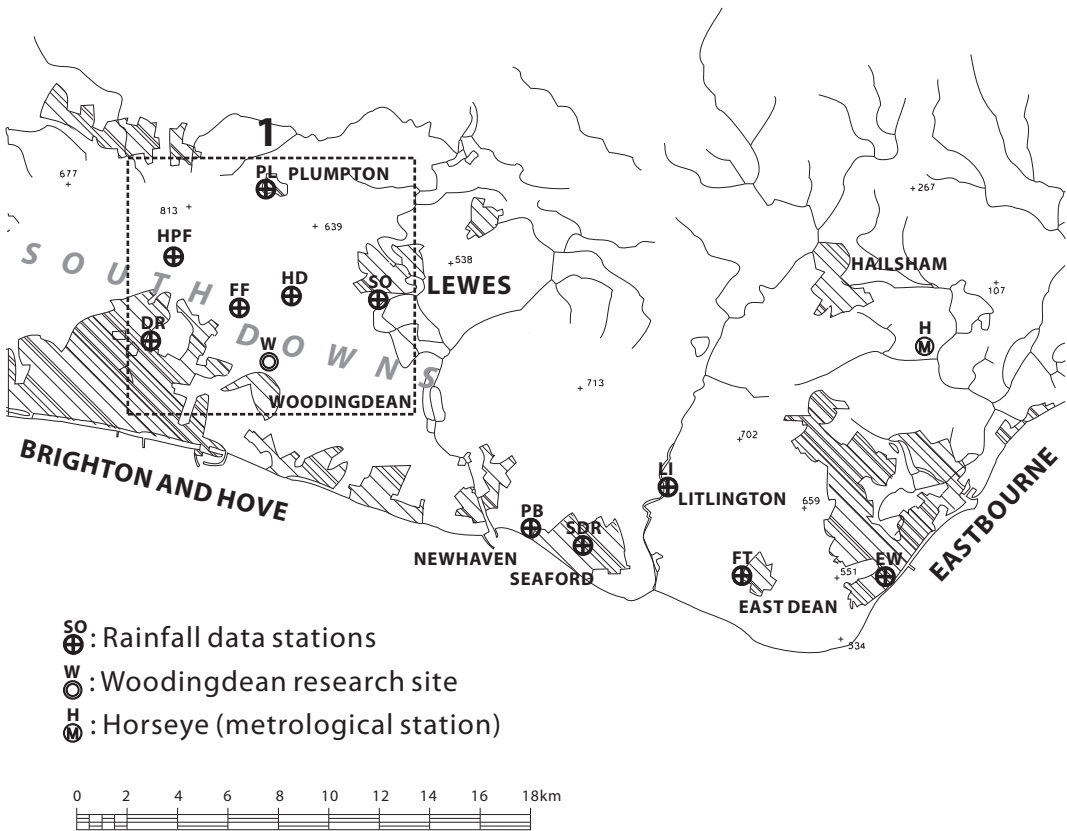 1
PL PLUMPTON
677
267
813
639
HPF
SOUTH DOWNS
538
HAILSHAM
HD
SO
LEWES
107
FF
DR
H
M
W
713
WOODINGDEAN
BRIGHTON AND HOVE
702
LI
LITLINGTON
659
EASTBOURNE
PB
SDR
NEWHAVEN
SEAFORD
FT
551
EW
EAST DEAN
534
SO : Rainfall data stations
W : Woodingdean research site
H M : Horseye (metrological station)
0 2 4 6 8 10 12 14 16 18km